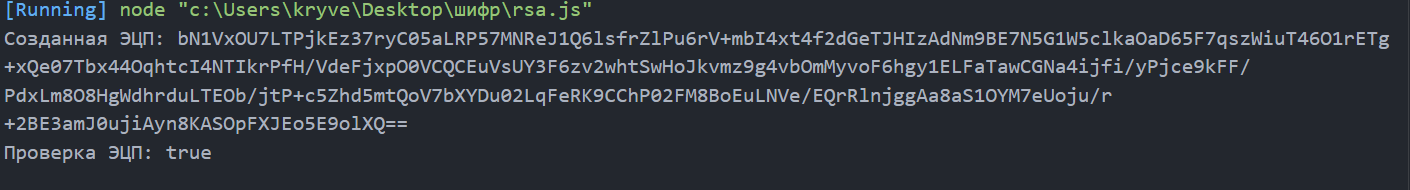 [Running] node "c:\Users\kryve\Desktop\шифр\rsa.js"
Созданная ЭЦП: bN1VxOU7LTPjkEz37ryC05aLRP57MNReJ1Q6lsfrZlPu6rV+mbI4xt4f2dGeTJHIzAdNm9BE7N5G1W5clkaOaD65F7qszWiuT46O1rETg
+xQe07Tbx44OqhtcI4NTIkrPfH/VdeFjxpO0VCQCEuVsUY3F6zv2whtSwHoJkvmz9g4vbOmMyvoF6hgy1ELFaTawCGNa4ijfi/yPjce9kFF/
PdxLm8O8HgWdhrduLTEOb/jtP+c5Zhd5mtQoV7bXYDu02LqFeRK9CChP02FM8BoEuLNVe/EQrRlnjggAa8aS1OYM7eUoju/r
+2BE3amJ0ujiAyn8KASOpFXJEo5E9olXQ==
Проверка ЭЦП: true